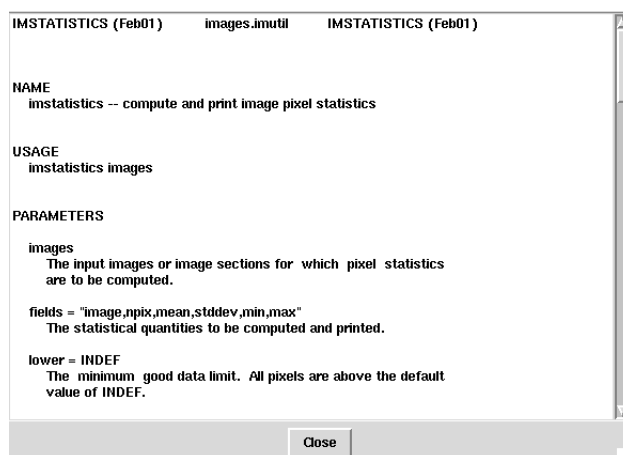 IMSTATISTICS (Feb01) images.imutil IMSTATISTICS (Feb01)
NAME
imstatistics -- compute and print image pixel statistics
USAGE
imstatistics images
PARAMETERS
images
The input images or image sections for which pixel statistics
are to be computed.
fields = "image,npix,mean,stddev,min,max"
The statistical quantities to be computed and printed.
lower = INDEF
The minimum good data limit. All pixels are above the default
value of INDEF.
Close